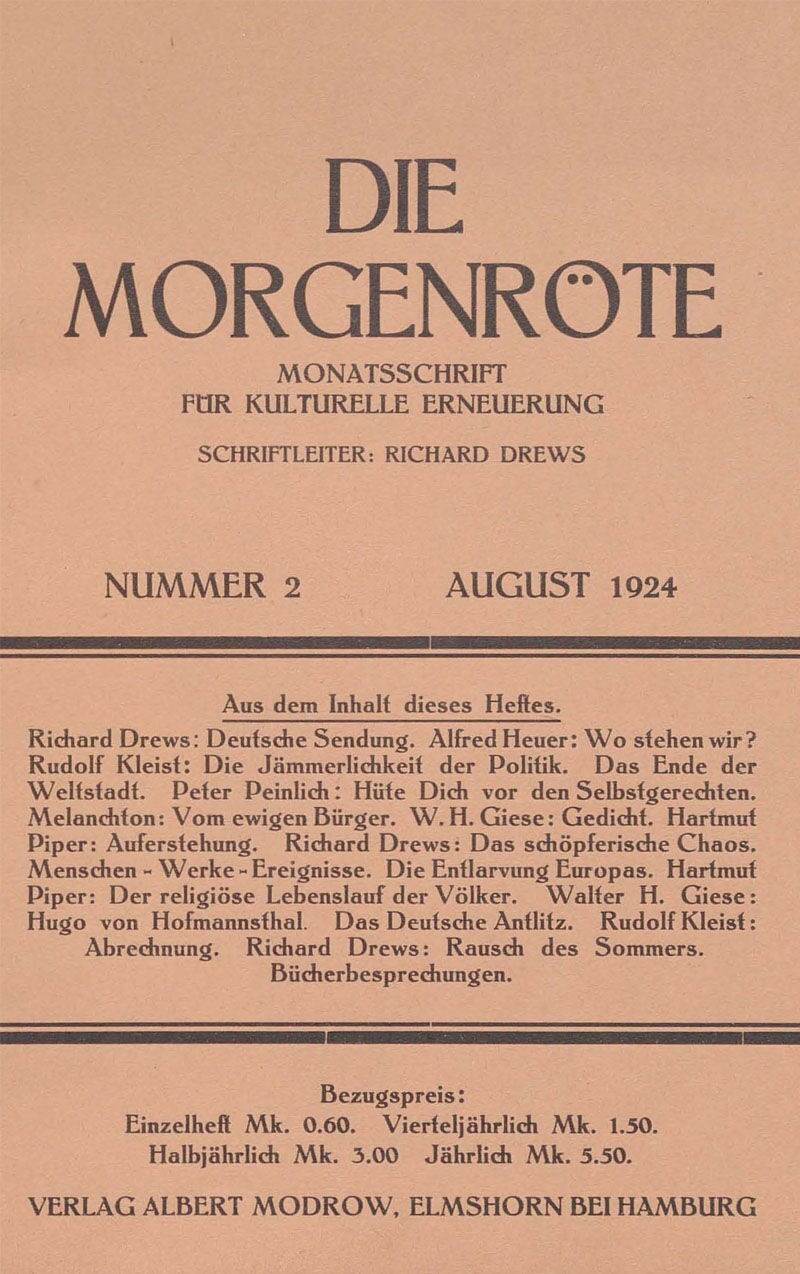 DIE
MORGENRÖTE
MONATSSCHRIFT
FÜR KULTURELLE ERNEUERUNG
SCHRIFTLEITER: RICHARD DREWS
NUMMER 2 AUGUST 1924
Aus dem Inhalt dieses Heftes.
Richard Drews: Deutsche Sendung. Alfred Heuer: Wo stehen wir?
Rudolf Kleist: Die Jämmerlichkeit der Politik. Das Ende der
Weltstadt. Peter Peinlich: Hüte Dich vor den Selbstgerechten.
Melanchton: Vom ewigen Bürger. W. H. Giese: Gedicht. Hartmut
Piper: Auferstehung. Richard Drews: Das schöpferische Chaos.
Menschen - Werke - Ereignisse. Die Entlarvung Europas. Hartmut
Piper: Der religiöse Lebenslauf der Völker. Walter H. Giese:
Hugo von Hofmannsthal. Das Deutsche Antlitz. Rudolf Kleist:
Abrechnung. Richard Drews: Rausch des Sommers.
Bücherbesprechungen.
Bezugspreis:
Einzelheft Mk. 0.60. Vierteljährlich Mk. 1.50.
Halbjährlich Mk. 3.00 Jährlich Mk. 5.50.
VERLAG ALBERT MODROW, ELMSHORN BEI HAMBURG